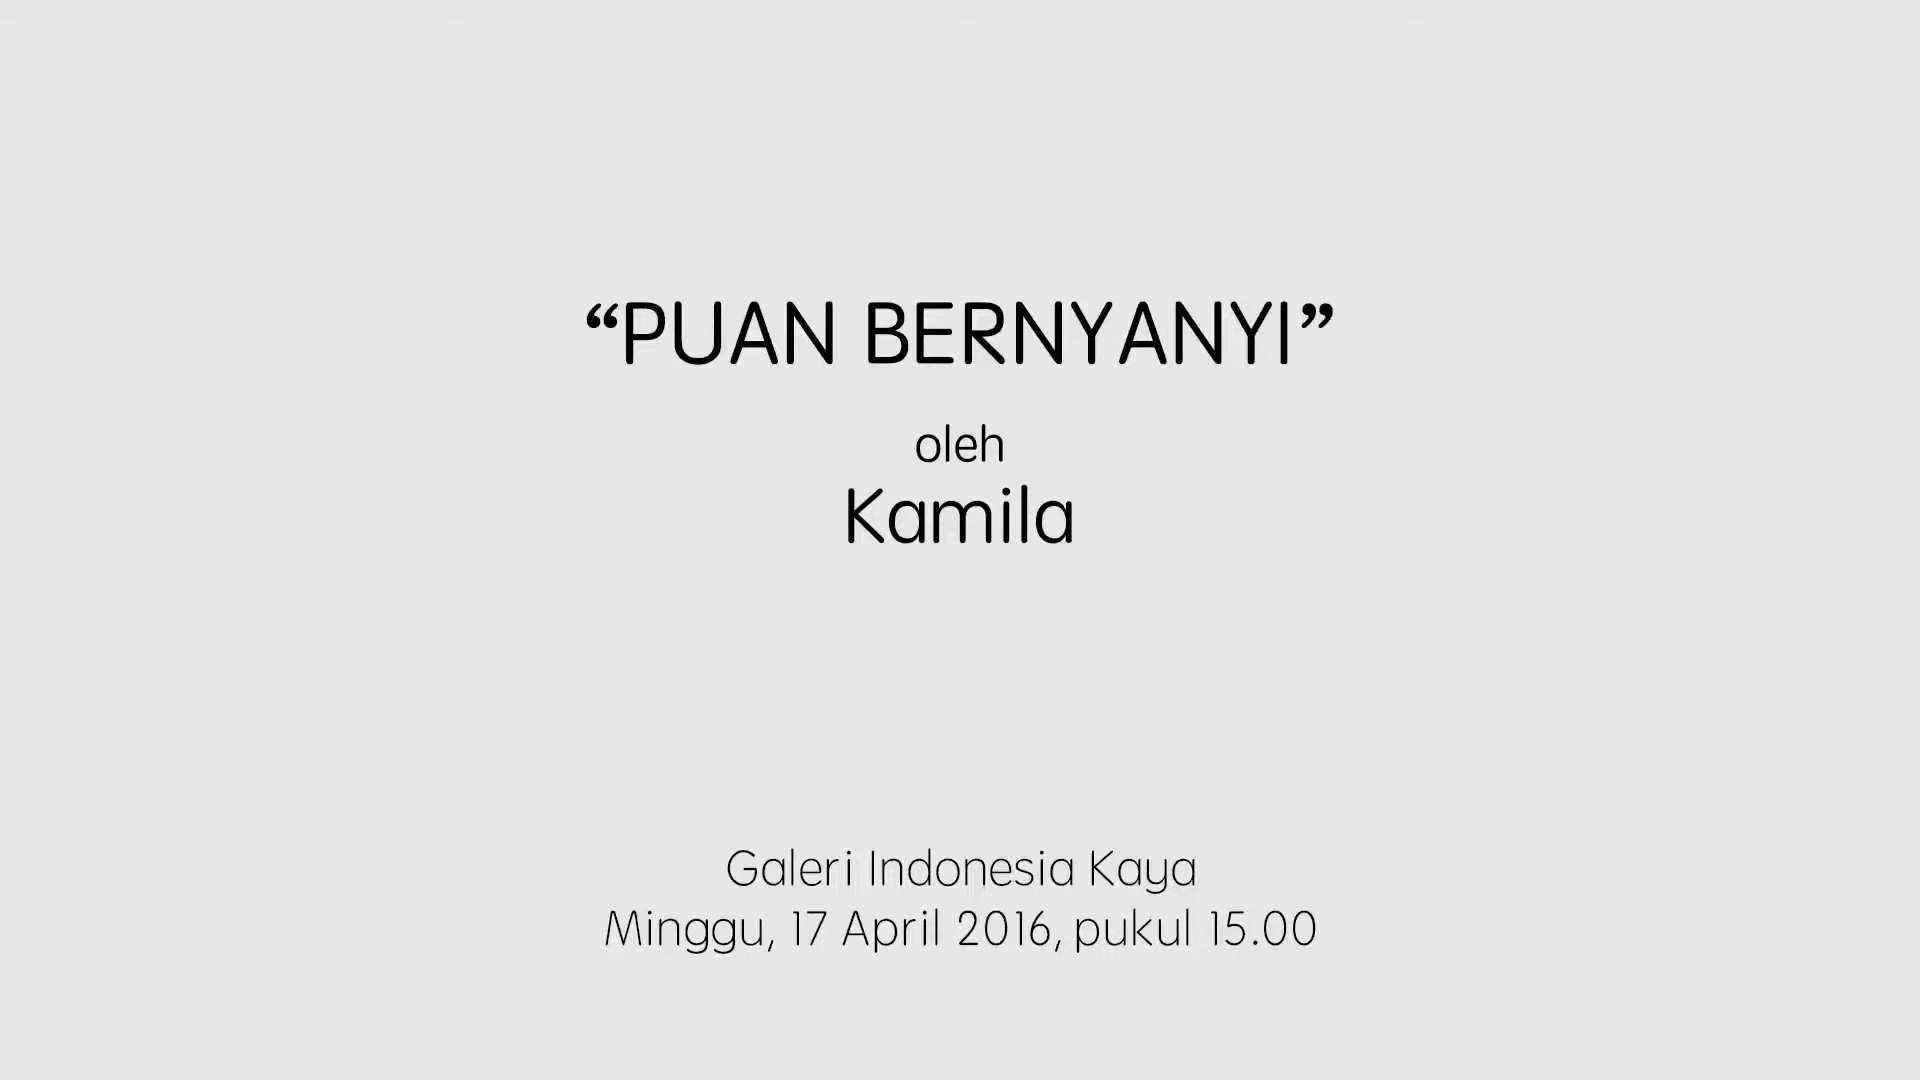 “PUAN BERNYANYI”
oleh
Kamila
Galeri Indonesia Kaya
Minggu, 17 April 2016, pukul 15.00